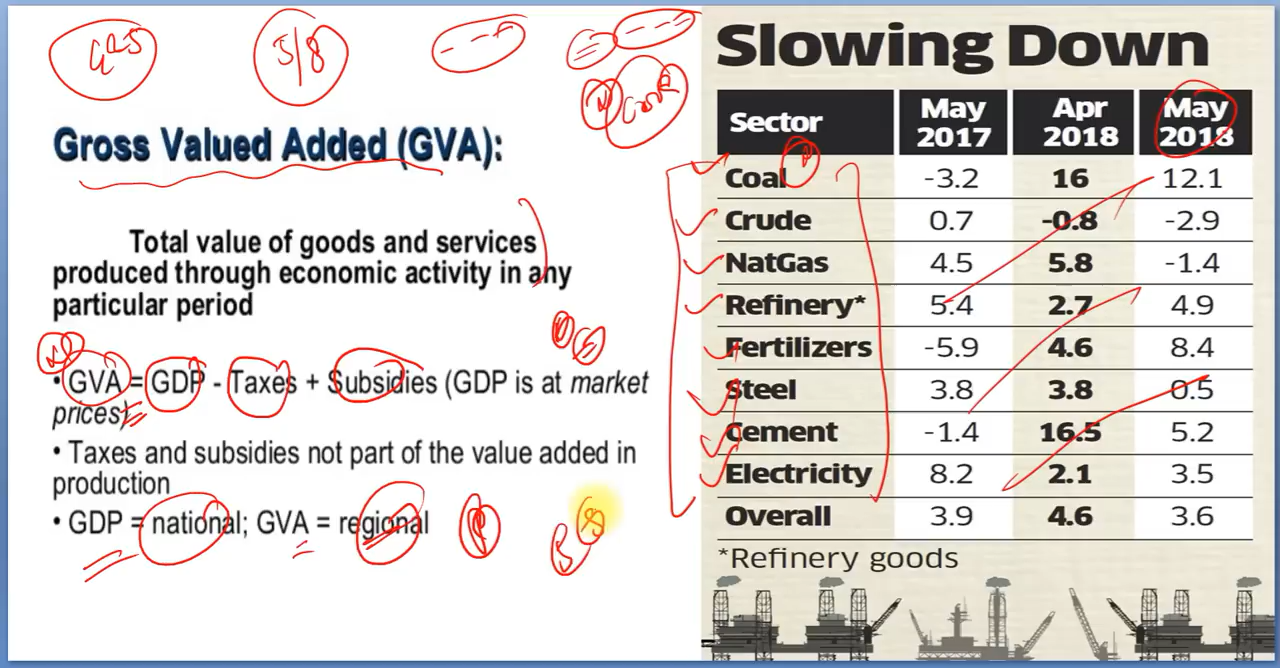 Gross Valued Added (GVA):
Total value of goods and services
produced through economic activity in any
particular period
• GVA = GDP - Taxes + Subsidies (GDP is at market
prices)
• Taxes and subsidies not part of the value added in
production
• GDP = national; GVA = regional
Slowing Down
Sector May 2017 Apr 2018 May 2018
Coal -3.2 16 12.1
Crude 0.7 -0.8 -2.9
NatGas 4.5 5.8 -1.4
Refinery* 5.4 2.7 4.9
Fertilizers -5.9 4.6 8.4
Steel 3.8 3.8 0.5
Cement -1.4 16.5 5.2
Electricity 8.2 2.1 3.5
Overall 3.9 4.6 3.6
*Refinery goods